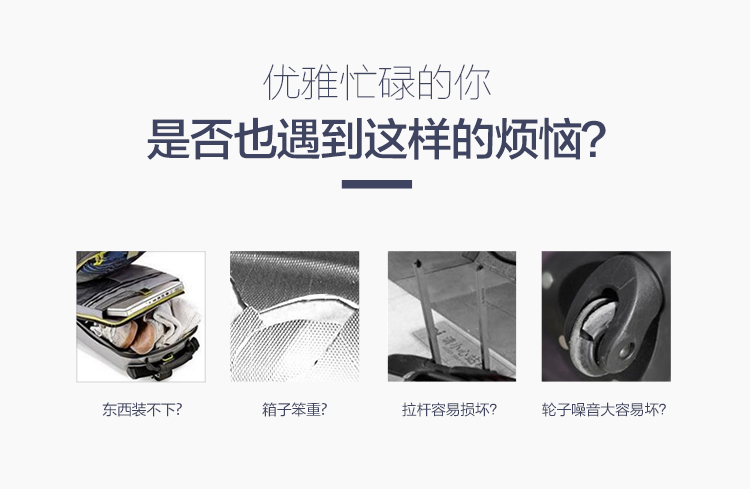 优雅忙碌的你
是否也遇到这样的烦恼?
东西装不下?
箱子笨重?
拉杆容易损坏?
轮子噪音大容易坏?